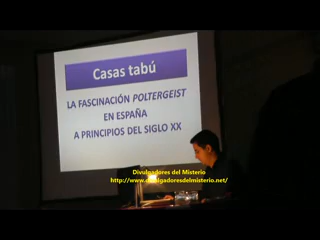 Casas tabú
LA FASCINACIÓN POLTERGEIST
EN ESPAÑA
A PRINCIPIOS DEL SIGLO XX
Divulgadores del Misterio
http://www.divulgadoresdelmisterio.net/